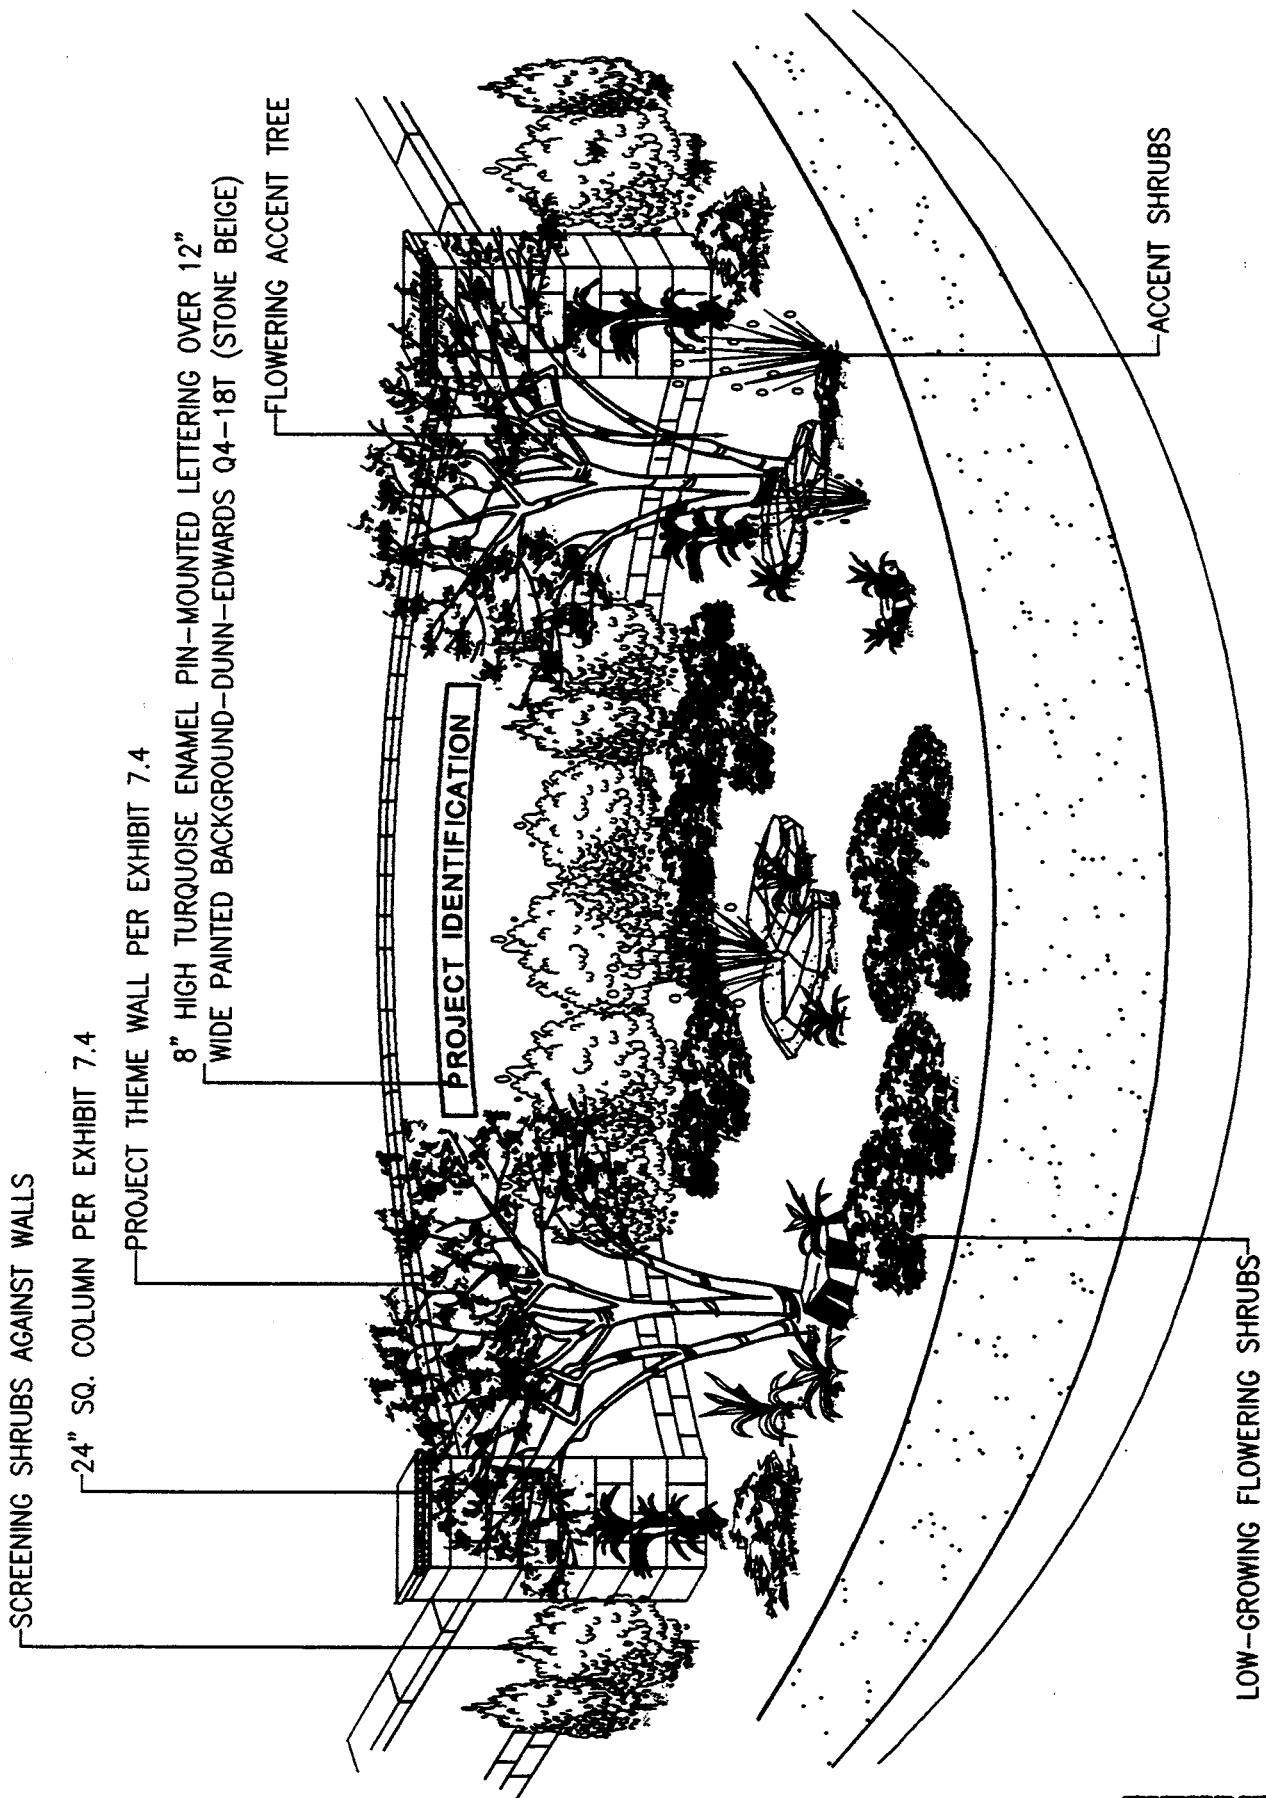 SCREENING SHRUBS AGAINST WALLS
24" SQ. COLUMN PER EXHIBIT 7.4
PROJECT THEME WALL PER EXHIBIT 7.4
8" HIGH TURQUOISE ENAMEL PIN-MOUNTED LETTERING OVER 12"
WIDE PAINTED BACKGROUND-DUNN-EDWARDS Q4-18T (STONE BEIGE)
FLOWERING ACCENT TREE
PROJECT IDENTIFICATION
ACCENT SHRUBS
LOW-GROWING FLOWERING SHRUBS